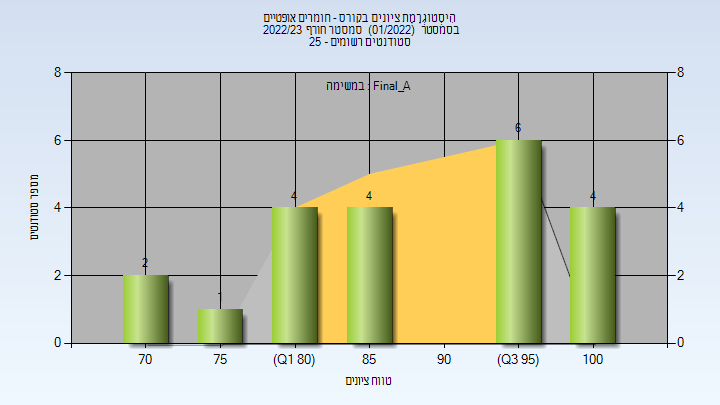 היסטוגרמת ציונים בקורס - חומרים אופטיים
בסמסטר (01/2022) סמסטר חורף 2022/23
סטודנטים רשומים - 25
במשימה : Final_A
8 8
6 6
4 4
2 2
0 0
2 4 4 6 4
מספר סטודנטים
70 75 (Q1 80) 85 90 (Q3 95) 100
טווח ציונים